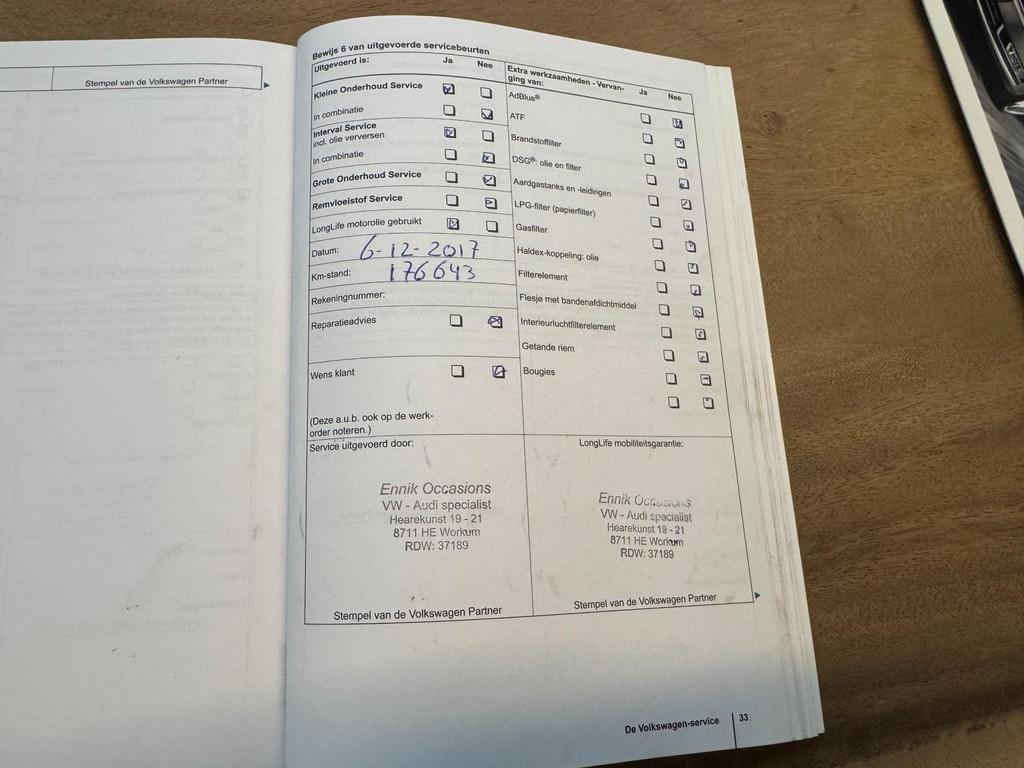 Stempel van de Volkswagen Partner
Bewijs 6 van uitgevoerde servicebeurten
Uitgevoerd is: Ja Nee
Kleine Onderhoud Service
In combinatie
Interval Service
incl. olie verversen
In combinatie
Grote Onderhoud Service
Remvloeistof Service
LongLife motorolie gebruikt
Datum: 6-12-2017
Km-stand: 176643
Rekeningnummer:
Reparatieadvies
Wens klant
(Deze a.u.b. ook op de werk-
order noteren.)
Extra werkzaamheden - Vervan-
ging van: Ja Nee
AdBlue®
ATF
Brandstoffilter
DSG®- olie en filter
Aardgastanks en -leidingen
LPG-filter (papierfilter)
Gasfilter
Haldex-koppeling: olie
Filterelement
Flesje met bandenafdichtmiddel
Interieurluchtfilterelement
Getande riem
Bougies
Service uitgevoerd door:
Ennik Occasions
VW - Audi specialist
Hearekunst 19 - 21
8711 HE Workum
RDW: 37189
Stempel van de Volkswagen Partner
LongLife mobiliteitsgarantie:
Ennik Occasions
VW - Audi specialist
Hearekunst 19 - 21
8711 HE Workum
RDW: 37189
Stempel van de Volkswagen Partner
De Volkswagen-service 33